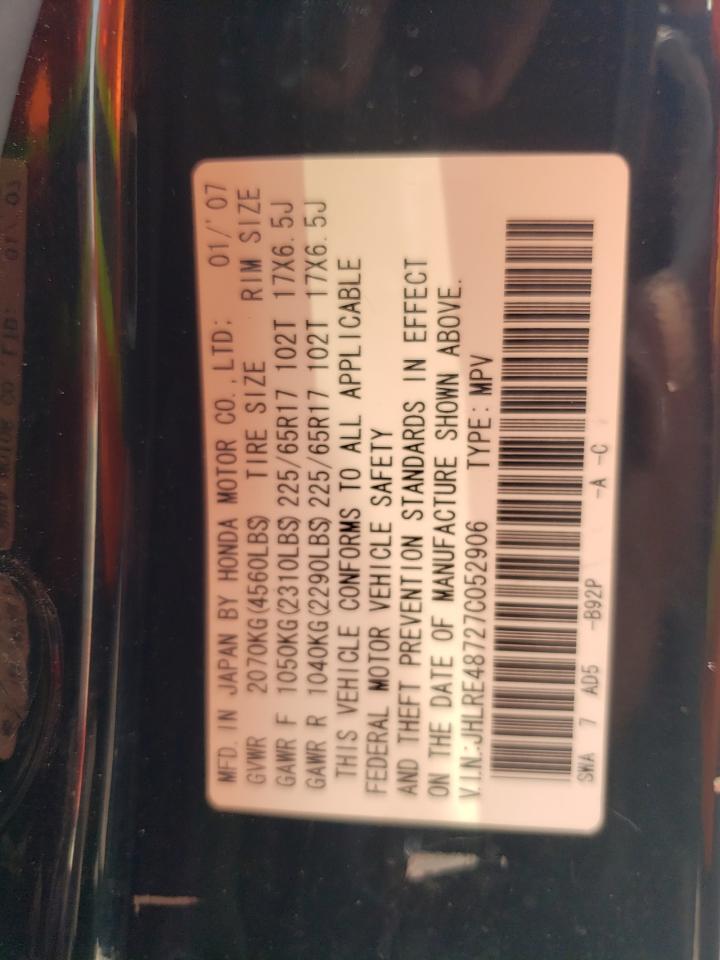 MFD. IN JAPAN BY HONDA MOTOR CO., LTD: 01/'07
GVWR 2070KG(4560LBS) TIRE SIZE RIM SIZE
GAWR F 1050KG(2310LBS) 225/65R17 102T 17X6.5J
GAWR R 1040KG(2290LBS) 225/65R17 102T 17X6.5J
THIS VEHICLE CONFORMS TO ALL APPLICABLE
FEDERAL MOTOR VEHICLE SAFETY
AND THEFT PREVENTION STANDARDS IN EFFECT
ON THE DATE OF MANUFACTURE SHOWN ABOVE.
V.I.N.:JHLRE48727C052906 TYPE: MPV
SWA 7 AD5 -B92P -A -C